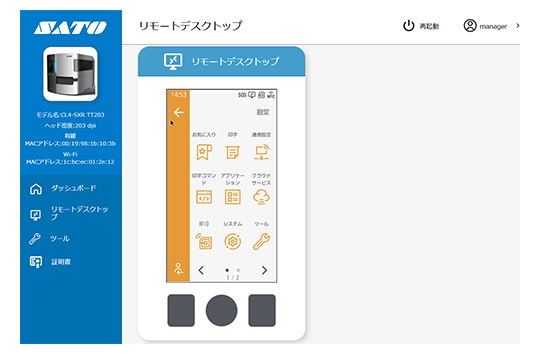 SATO
モデル名:CL4-SXR TT203
ヘッド密度:203 dpi
有線
MACアドレス:00:19:98:1b:10:3b
Wi-Fi
MACアドレス:1c:bc:ec:01:2e:12
ダッシュボード
リモートデスクトッ
プ
ツール
証明書
リモートデスクトップ
再起動
manager
リモートデスクトップ
14:53
SOS
NFC
設定
お気に入り 印字 通信設定
印字コマン アプリケー クラウド
ド ション サービス
RFID システム ツール
1 / 2